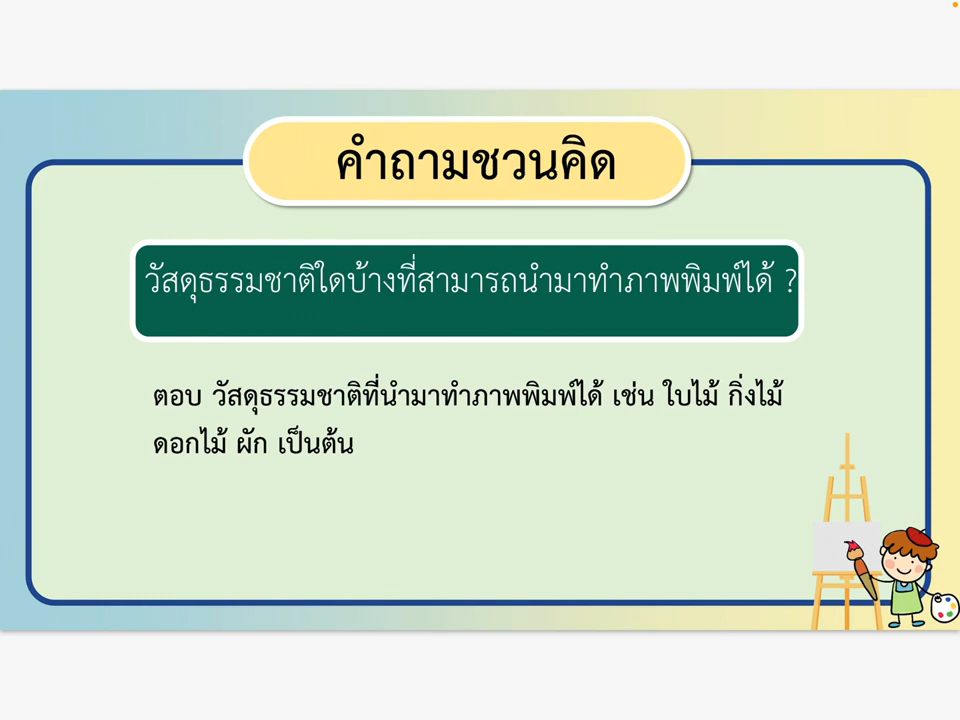 คำถามชวนคิด
วัสดุธรรมชาติใดบ้างที่สามารถนำมาทำภาพพิมพ์ได้ ?
ตอบ วัสดุธรรมชาติที่นำมาทำภาพพิมพ์ได้ เช่น ใบไม้ กิ่งไม้
ดอกไม้ ผัก เป็นต้น